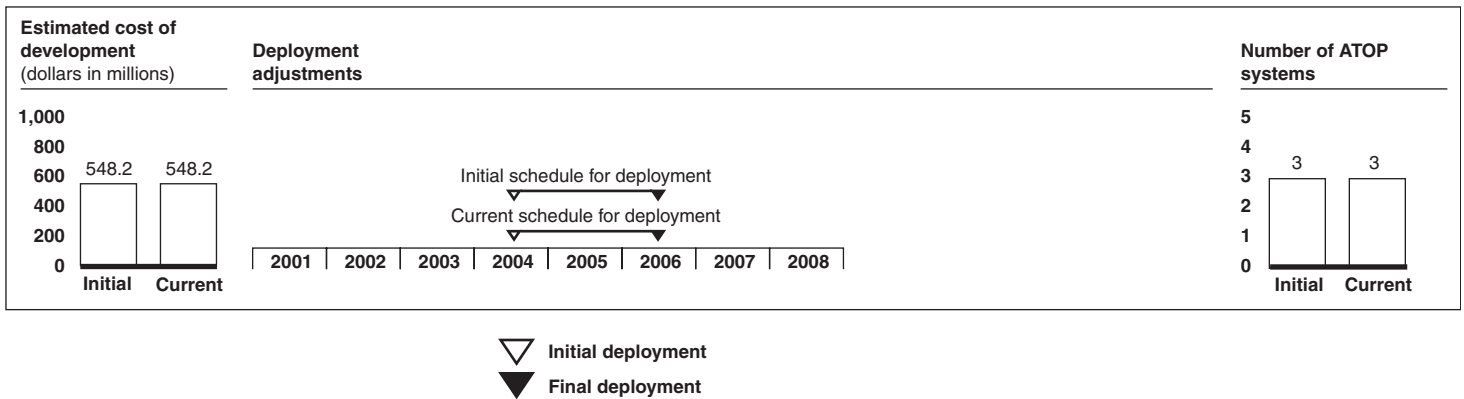 Estimated cost of
development
(dollars in millions)
1,000
800
600
400
200
0
548.2
548.2
Initial
Current
Deployment
adjustments
Initial schedule for deployment
Current schedule for deployment
2001 2002 2003 2004 2005 2006 2007 2008
Number of ATOP
systems
5
4
3
2
1
0
3
3
Initial
Current
Initial deployment
Final deployment